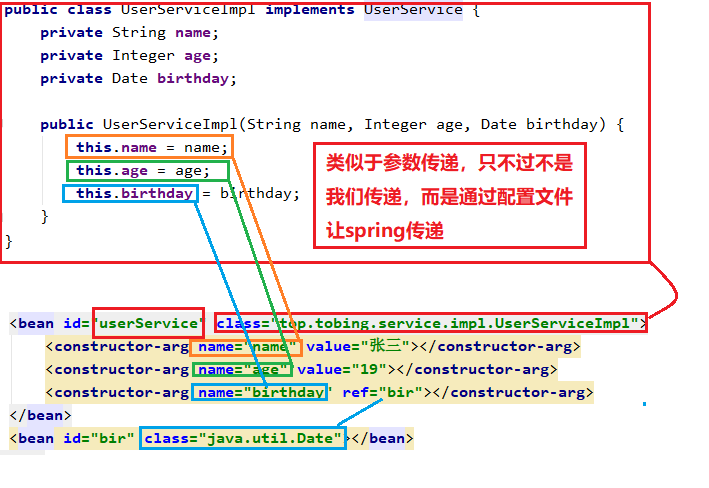 public class UserServiceImpl implements UserService {
    private String name;
    private Integer age;
    private Date birthday;
    public UserServiceImpl(String name, Integer age, Date birthday) {
        this.name = name;
        this.age = age;
        this.birthday = birthday;
    }
}
类似于参数传递，只不过不是
我们传递，而是通过配置文件
让spring传递
<bean id="userService" class="top.tobing.service.impl.UserServiceImpl">
    <constructor-arg name="name" value="张三"></constructor-arg>
    <constructor-arg name="age" value="19"></constructor-arg>
    <constructor-arg name="birthday" ref="bir"></constructor-arg>
</bean>
<bean id="bir" class="java.util.Date"></bean>